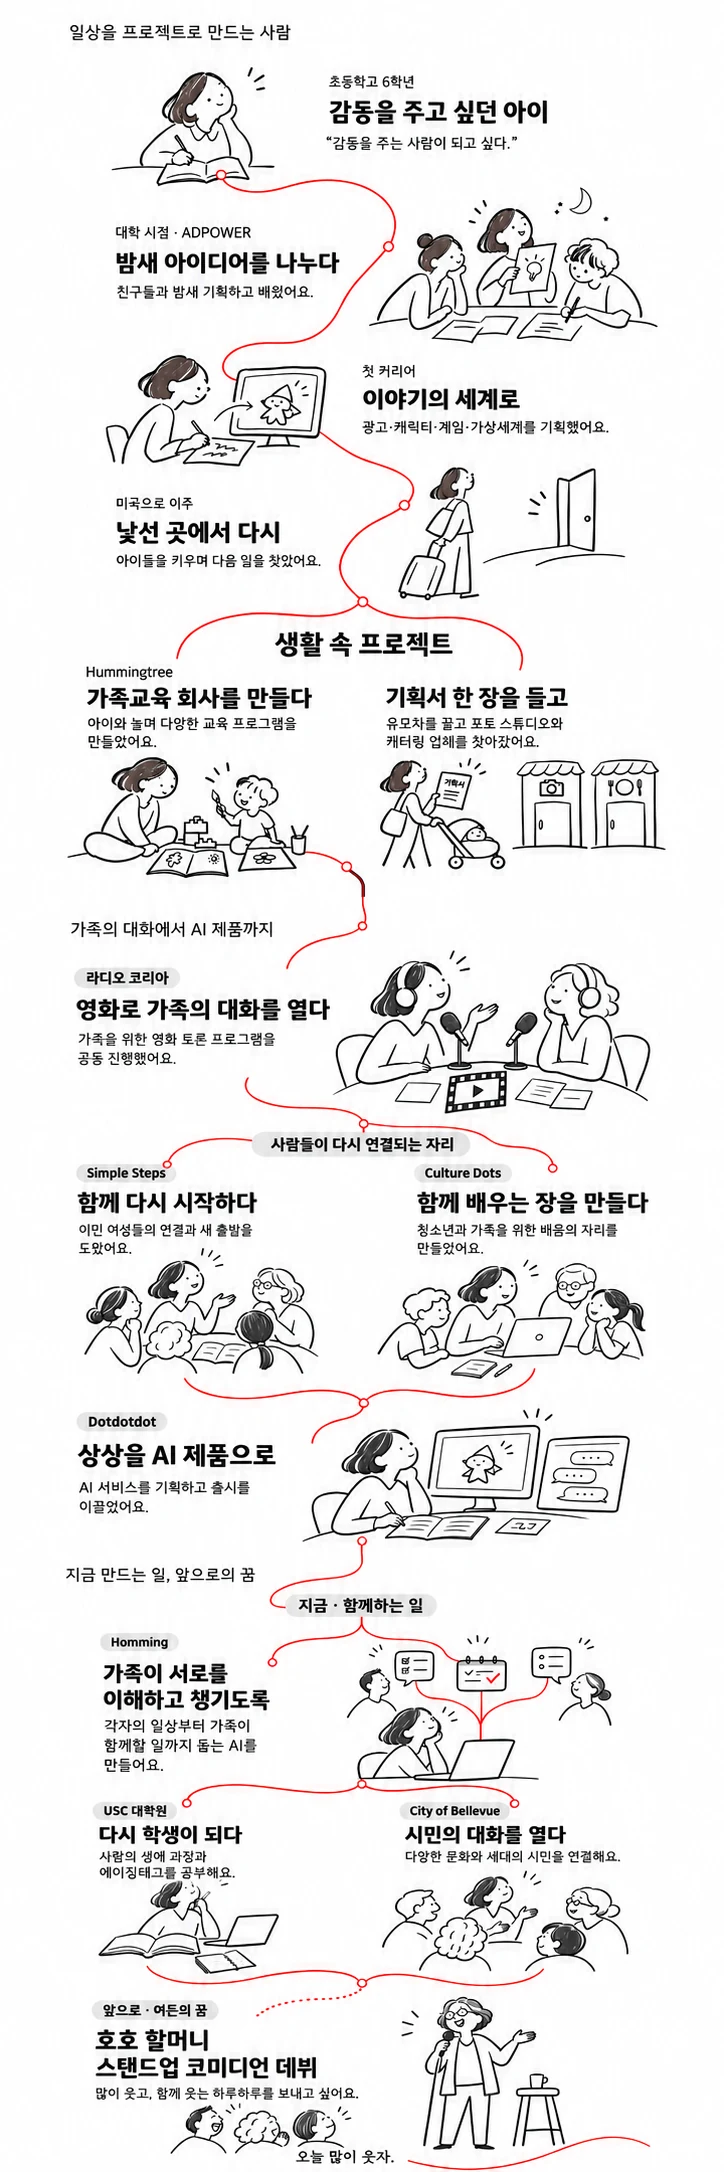 일상을 프로젝트로 만드는 사람
초등학교 6학년
감동을 주고 싶던 아이
“감동을 주는 사람이 되고 싶다.”
대학 시점 · ADPOWER
밤새 아이디어를 나누다
친구들과 밤새 기획하고 배웠어요.
첫 커리어
이야기의 세계로
광고·캐릭티·계임·가상세계를 기획했어요.
미국으로 이주
낯선 곳에서 다시
아이들을 키우며 다음 일을 찾았어요.
생활 속 프로젝트
Hummingtree
가족교육 회사를 만들다
아이와 놀며 다양한 교육 프로그램을
만들았어요.
기획서 한 장을 들고
유모차를 끌고 포토 스튜디오와
캐터링 업체를 찾아갔어요.
기획서
가족의 대화에서 AI 제품까지
라디오 코리아
영화로 가족의 대화를 열다
가족을 위한 영화 토론 프로그램을
공동 진행했어요.
사람들이 다시 연결되는 자리
Simple Steps
함께 다시 시작하다
이민 여성들의 연결과 새 출발을
도왔어요.
Culture Dots
함께 배우는 장을 만들다
청소년과 가족을 위한 배움의 자리를
만들었어요.
Dotdotdot
상상을 AI 제품으로
AI 서비스를 기획하고 출시를
이끌었어요.
지금 만드는 일, 앞으로의 꿈
지금 · 함께하는 일
Homming
가족이 서로를
이해하고 챙기도록
각자의 일상부터 가족이
함께할 일까지 돕는 AI를
만들어요.
USC 대학원
다시 학생이 되다
사람의 생애 과정과
에이징테그를 공부해요.
City of Bellevue
시민의 대화를 열다
다양한 문화와 세대의 시민을 연결해요.
앞으로 · 여든의 꿈
호호 할머니
스탠드업 코미디언 데뷔
많이 웃고, 함께 웃는 하루하루를 보내고 싶어요.
오늘 많이 웃자.